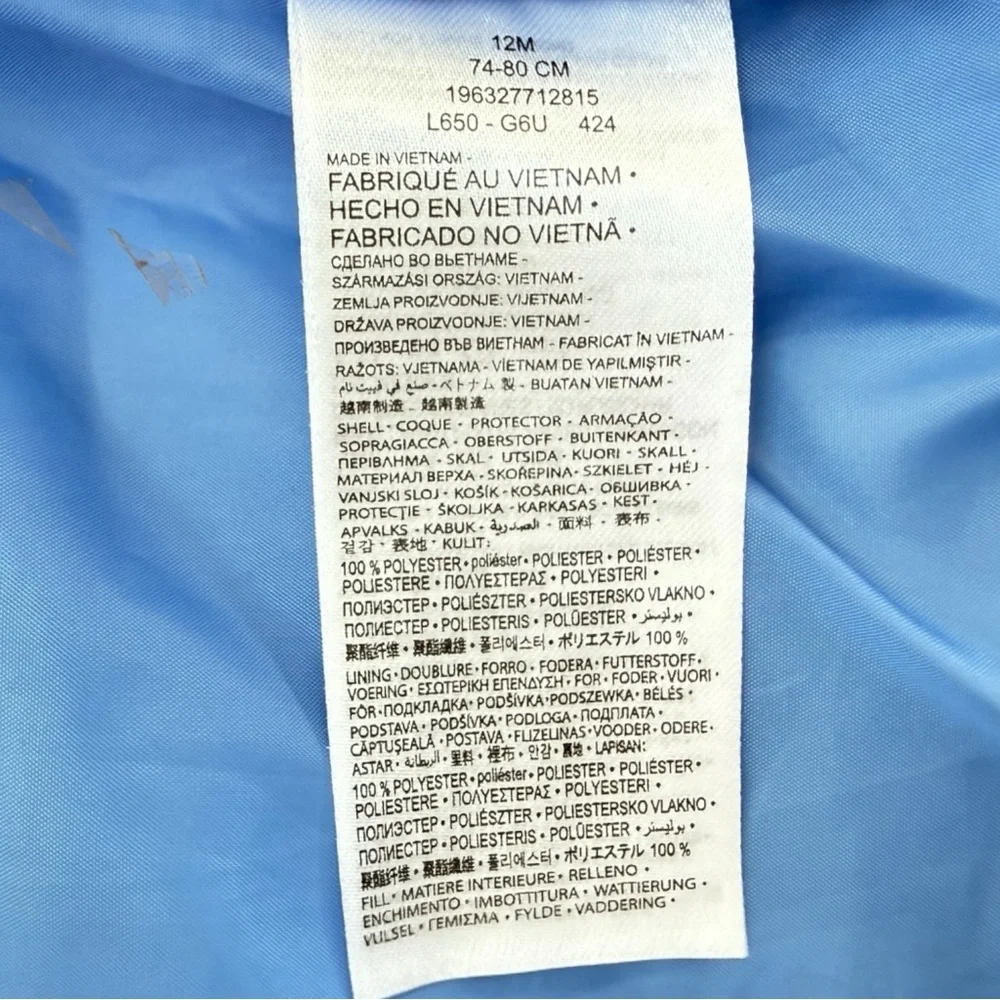 12M
74-80 CM
196327712815
L650 - G6U 424
MADE IN VIETNAM -
FABRIQUÉ AU VIETNAM •
HECHO EN VIETNAM •
FABRICADO NO VIETNÃ •
СДЕЛАНО ВО ВЬЕТНАМЕ -
SZÁRMAZÁSI ORSZÁG: VIETNAM -
ZEMLJA PROIZVODNJE: VIJETNAM -
DRŽAVA PROIZVODNJE: VIETNAM -
ПРОИЗВЕДЕНО ВЪВ ВИЕТНАМ - FABRICAT ÎN VIETNAM -
RAŽOTS: VJETNAMA - VİETNAM DE YAPILMIŞTIR -
صنع في فييت نام - ベトナム 製 - BUATAN VIETNAM -
越南制造 - 越南製造
SHELL - COQUE - PROTECTOR - ARMAÇÃO -
SOPRAGIACCA - OBERSTOFF - BUITENKANT -
ΠΕΡΙΒΛΗΜΑ - SKAL - UTSIDA - KUORI - SKALL -
МАТЕРИАЛ ВЕРХА - SKOŘEPINA - SZKIELET - HÉJ -
VANJSKI SLOJ - KOŠÍK - KOŠARICA - ОБШИВКА -
PROTECȚIE - ŠKOLJKA - KARKASAS - KEST -
APVALKS - KABUK - الصدرية - 面料 - 表布 -
겉감 - 表地 - KULIT:
100 % POLYESTER • poliéster • POLIESTER • POLIÉSTER •
POLIESTERE • ΠΟΛΥΕΣΤΕΡΑΣ • POLYESTERI •
ПОЛИЭСТЕР • POLIÉSZTER • POLIESTERSKO VLAKNO •
ПОЛИЕСТЕР • POLIESTERIS • POLÜESTER • بوليستر •
聚酯纤维 • 聚酯纖維 • 폴리에스터 • ポリエステル 100 %
LINING • DOUBLURE • FORRO • FODERA • FUTTERSTOFF •
VOERING • ΕΣΩΤΕΡΙΚΗ ΕΠΕΝΔΥΣΗ • FOR • FODER • VUORI •
FÔR • ПОДКЛАДКА • PODŠÍVKA • PODSZEWKA • BÉLÉS •
PODSTAVA • PODŠÍVKA • PODLOGA • ПОДПЛАТА •
CĂPTUȘEALĂ • POSTAVA • FLIZELINAS • VOODER • ODERE •
ASTAR • البطانة • 里料 • 裡布 • 안감 • 裏地 • LAPISAN:
100 % POLYESTER • poliéster • POLIESTER • POLIÉSTER •
POLIESTERE • ΠΟΛΥΕΣΤΕΡΑΣ • POLYESTERI •
ПОЛИЭСТЕР • POLIÉSZTER • POLIESTERSKO VLAKNO •
ПОЛИЕСТЕР • POLIESTERIS • POLÜESTER • بوليستر •
聚酯纤维 • 聚酯纖維 • 폴리에스터 • ポリエステル 100 %
FILL • MATIERE INTERIEURE • RELLENO •
ENCHIMENTO • IMBOTTITURA • WATTIERUNG •
VULSEL • ΓΕΜΙΣΜΑ • FYLDE • VADDERING •